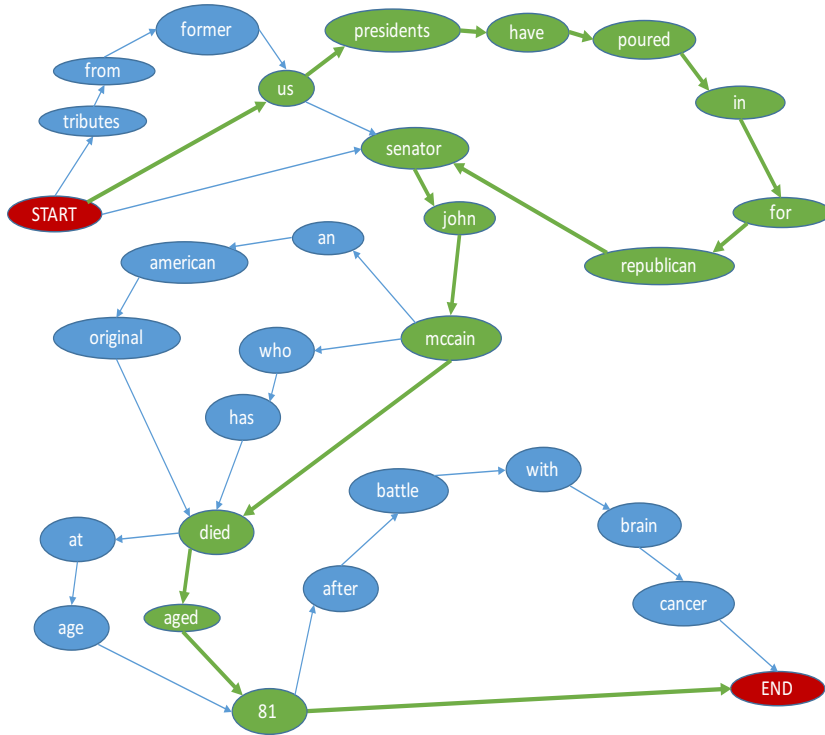 former
presidents
have
poured
from
us
in
tributes
senator
START
john
for
an
american
republican
original
who
mccain
has
battle
with
at
died
brain
after
aged
age
cancer
81
END